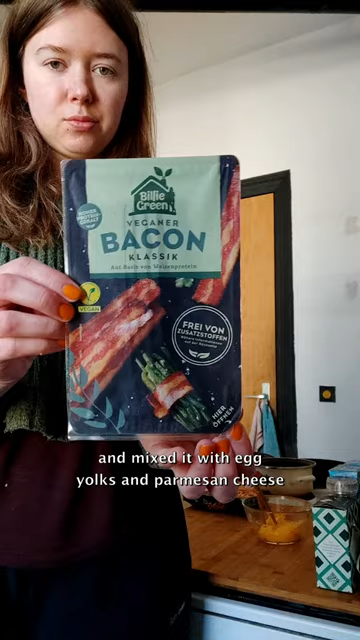 Billie
Green
VEGANER
BACON
KLASSIK
Auf Basis von Weizenprotein
VEGAN
FREI VON
ZUSATZSTOFFEN
HIER
ÖFFNEN
and mixed it with egg
yolks and parmesan cheese